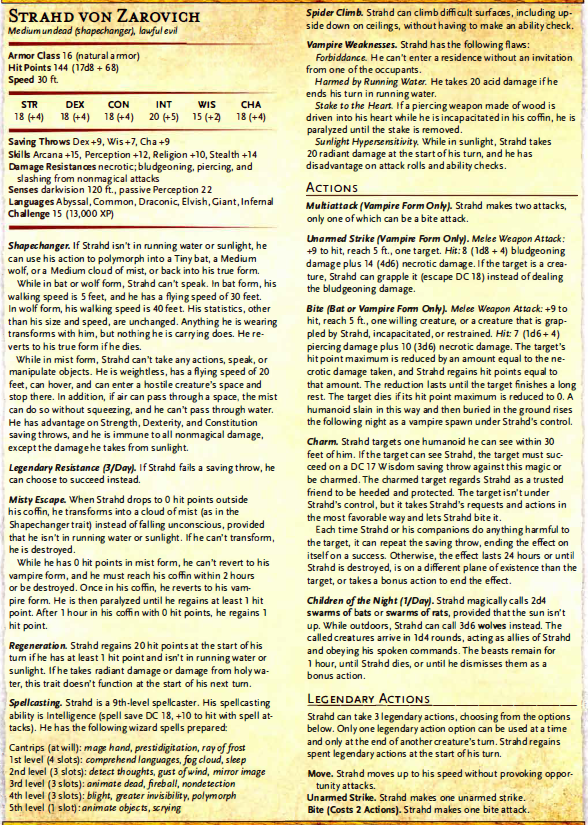 STRAHD VON ZAROVICH
Medium undead (shapechanger), lawful evil
Armor Class 16 (natural armor)
Hit Points 144 (17d8 + 68)
Speed 30 ft.
STR DEX CON INT WIS CHA
18 (+4) 18 (+4) 18 (+4) 20 (+5) 15 (+2) 18 (+4)
Saving Throws Dex +9, Wis +7, Cha +9
Skills Arcana +15, Perception +12, Religion +10, Stealth +14
Damage Resistances necrotic; bludgeoning, piercing, and
slashing from nonmagical attacks
Senses darkvision 120 ft., passive Perception 22
Languages Abyssal, Common, Draconic, Elvish, Giant, Infernal
Challenge 15 (13,000 XP)
Shapechanger. If Strahd isn't in running water or sunlight, he
can use his action to polymorph into a Tiny bat, a Medium
wolf, or a Medium cloud of mist, or back into his true form.
While in bat or wolf form, Strahd can't speak. In bat form, his
walking speed is 5 feet, and he has a flying speed of 30 feet.
In wolf form, his walking speed is 40 feet. His statistics, other
than his size and speed, are unchanged. Anything he is wearing
transforms with him, but nothing he is carrying does. He re-
verts to his true form if he dies.
While in mist form, Strahd can't take any actions, speak, or
manipulate objects. He is weightless, has a flying speed of 20
feet, can hover, and can enter a hostile creature's space and
stop there. In addition, if air can pass through a space, the mist
can do so without squeezing, and he can't pass through water.
He has advantage on Strength, Dexterity, and Constitution
saving throws, and he is immune to all nonmagical damage,
except the damage he takes from sunlight.
Legendary Resistance (3/Day). If Strahd fails a saving throw, he
can choose to succeed instead.
Misty Escape. When Strahd drops to 0 hit points outside
his coffin, he transforms into a cloud of mist (as in the
Shapechanger trait) instead of falling unconscious, provided
that he isn't in running water or sunlight. If he can't transform,
he is destroyed.
While he has 0 hit points in mist form, he can't revert to his
vampire form, and he must reach his coffin within 2 hours
or be destroyed. Once in his coffin, he reverts to his vam-
pire form. He is then paralyzed until he regains at least 1 hit
point. After 1 hour in his coffin with 0 hit points, he regains 1
hit point.
Regeneration. Strahd regains 20 hit points at the start of his
turn if he has at least 1 hit point and isn't in running water or
sunlight. If he takes radiant damage or damage from holy wa-
ter, this trait doesn't function at the start of his next turn.
Spellcasting. Strahd is a 9th-level spellcaster. His spellcasting
ability is Intelligence (spell save DC 18, +10 to hit with spell at-
tacks). He has the following wizard spells prepared:
Cantrips (at will): mage hand, prestidigitation, ray of frost
1st level (4 slots): comprehend languages, fog cloud, sleep
2nd level (3 slots): detect thoughts, gust of wind, mirror image
3rd level (3 slots): animate dead, fireball, nondetection
4th level (3 slots): blight, greater invisibility, polymorph
5th level (1 slot): animate objects, scrying
Spider Climb. Strahd can climb difficult surfaces, including up-
side down on ceilings, without having to make an ability check.
Vampire Weaknesses. Strahd has the following flaws:
Forbiddance. He can't enter a residence without an invitation
from one of the occupants.
Harmed by Running Water. He takes 20 acid damage if he
ends his turn in running water.
Stake to the Heart. If a piercing weapon made of wood is
driven into his heart while he is incapacitated in his coffin, he is
paralyzed until the stake is removed.
Sunlight Hypersensitivity. While in sunlight, Strahd takes
20 radiant damage at the start of his turn, and he has
disadvantage on attack rolls and ability checks.
ACTIONS
Multiattack (Vampire Form Only). Strahd makes two attacks,
only one of which can be a bite attack.
Unarmed Strike (Vampire Form Only). Melee Weapon Attack:
+9 to hit, reach 5 ft., one target. Hit: 8 (1d8 + 4) bludgeoning
damage plus 14 (4d6) necrotic damage. If the target is a crea-
ture, Strahd can grapple it (escape DC 18) instead of dealing
the bludgeoning damage.
Bite (Bat or Vampire Form Only). Melee Weapon Attack: +9 to
hit, reach 5 ft., one willing creature, or a creature that is grap-
pled by Strahd, incapacitated, or restrained. Hit: 7 (1d6 + 4)
piercing damage plus 10 (3d6) necrotic damage. The target's
hit point maximum is reduced by an amount equal to the ne-
crotic damage taken, and Strahd regains hit points equal to
that amount. The reduction lasts until the target finishes a long
rest. The target dies if its hit point maximum is reduced to 0. A
humanoid slain in this way and then buried in the ground rises
the following night as a vampire spawn under Strahd's control.
Charm. Strahd targets one humanoid he can see within 30
feet of him. If the target can see Strahd, the target must suc-
ceed on a DC 17 Wisdom saving throw against this magic or
be charmed. The charmed target regards Strahd as a trusted
friend to be heeded and protected. The target isn't under
Strahd's control, but it takes Strahd's requests and actions in
the most favorable way and lets Strahd bite it.
Each time Strahd or his companions do anything harmful to
the target, it can repeat the saving throw, ending the effect on
itself on a success. Otherwise, the effect lasts 24 hours or until
Strahd is destroyed, is on a different plane of existence than the
target, or takes a bonus action to end the effect.
Children of the Night (1/Day). Strahd magically calls 2d4
swarms of bats or swarms of rats, provided that the sun isn't
up. While outdoors, Strahd can call 3d6 wolves instead. The
called creatures arrive in 1d4 rounds, acting as allies of Strahd
and obeying his spoken commands. The beasts remain for
1 hour, until Strahd dies, or until he dismisses them as a
bonus action.
LEGENDARY ACTIONS
Strahd can take 3 legendary actions, choosing from the options
below. Only one legendary action option can be used at a time
and only at the end of another creature's turn. Strahd regains
spent legendary actions at the start of his turn.
Move. Strahd moves up to his speed without provoking oppor-
tunity attacks.
Unarmed Strike. Strahd makes one unarmed strike.
Bite (Costs 2 Actions). Strahd makes one bite attack.